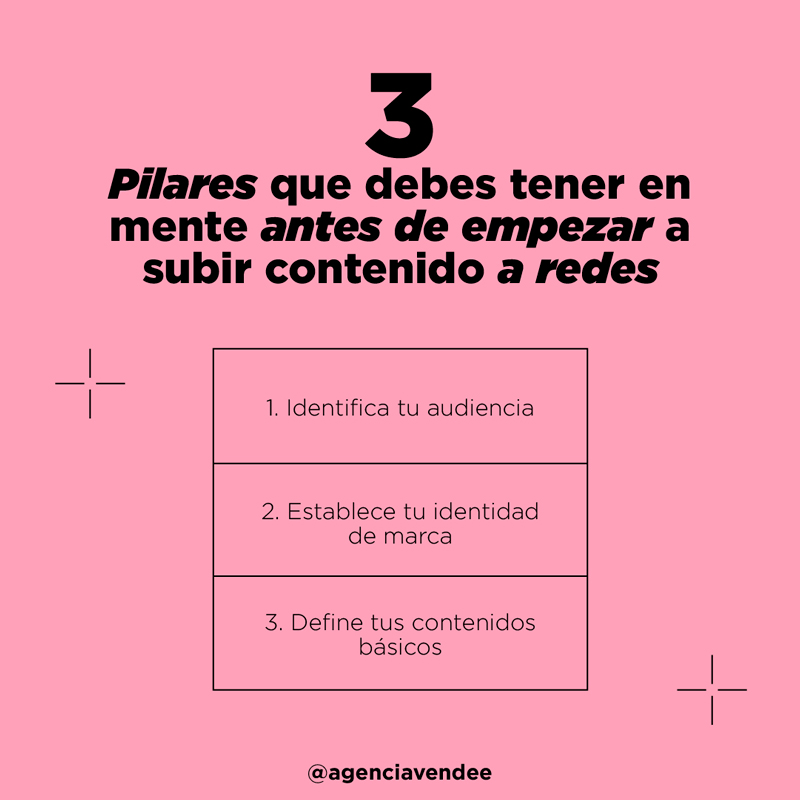 3
Pilares que debes tener en
mente antes de empezar a
subir contenido a redes
1. Identifica tu audiencia
2. Establece tu identidad
de marca
3. Define tus contenidos
básicos
@agenciavendee